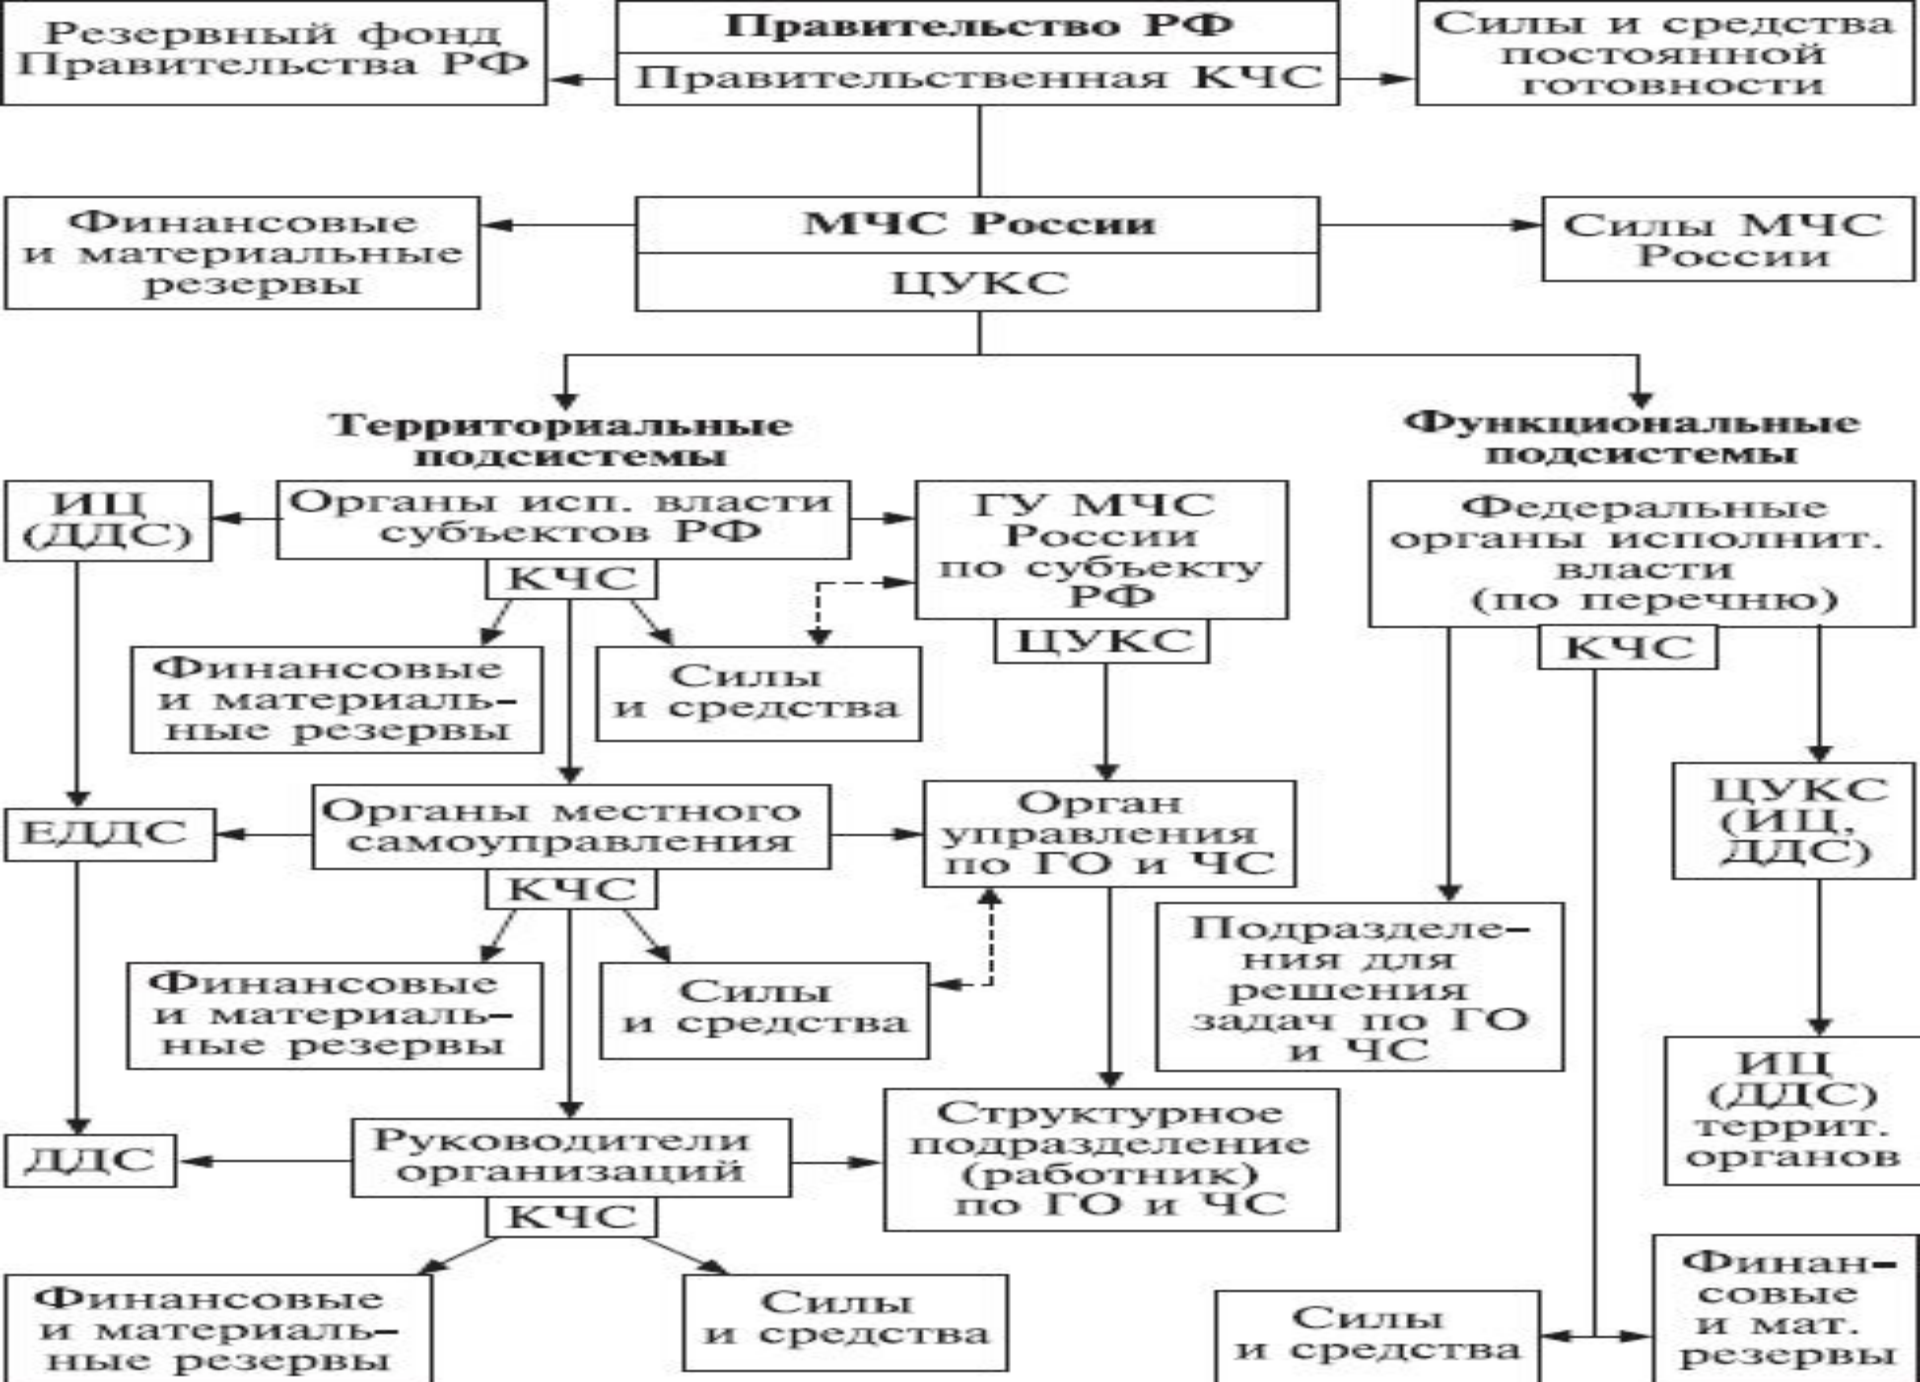 Резервный фонд
Правительства РФ
Правительство РФ
Правительственная КЧС
Силы и средства
постоянной
готовности
Финансовые
и материальные
резервы
МЧС России
ЦУКС
Силы МЧС
России
Территориальные
подсистемы
Функциональные
подсистемы
ИЦ
(ДДС)
Органы исп. власти
субъектов РФ
КЧС
ГУ МЧС
России
по субъекту
РФ
ЦУКС
Федеральные
органы исполнит.
власти
(по перечню)
КЧС
Финансовые
и материаль-
ные резервы
Силы
и средства
ЕДДС
Органы местного
самоуправления
КЧС
Орган
управления
по ГО и ЧС
ЦУКС
(ИЦ,
ДДС)
Подразделе-
ния для
решения
задач по ГО
и ЧС
Финансовые
и материаль-
ные резервы
Силы
и средства
ИЦ
(ДДС)
террит.
органов
ДДС
Руководители
организаций
КЧС
Структурное
подразделение
(работник)
по ГО и ЧС
Финансовые
и материаль-
ные резервы
Силы
и средства
Силы
и средства
Финан-
совые
и мат.
резервы